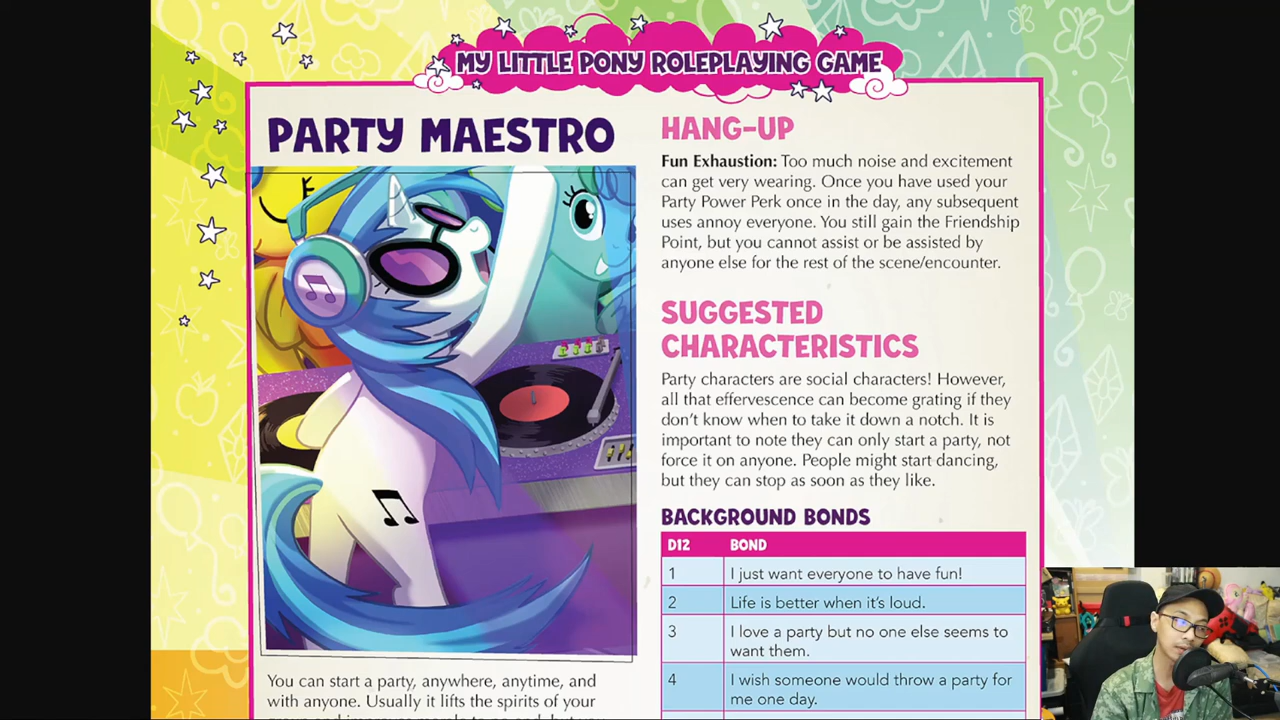 MY LITTLE PONY ROLEPLAYING GAME
PARTY MAESTRO
You can start a party, anywhere, anytime, and
with anyone. Usually it lifts the spirits of your
HANG-UP
Fun Exhaustion: Too much noise and excitement
can get very wearing. Once you have used your
Party Power Perk once in the day, any subsequent
uses annoy everyone. You still gain the Friendship
Point, but you cannot assist or be assisted by
anyone else for the rest of the scene/encounter.
SUGGESTED
CHARACTERISTICS
Party characters are social characters! However,
all that effervescence can become grating if they
don't know when to take it down a notch. It is
important to note they can only start a party, not
force it on anyone. People might start dancing,
but they can stop as soon as they like.
BACKGROUND BONDS
D12 BOND
1 I just want everyone to have fun!
2 Life is better when it's loud.
3 I love a party but no one else seems to
want them.
4 I wish someone would throw a party for
me one day.